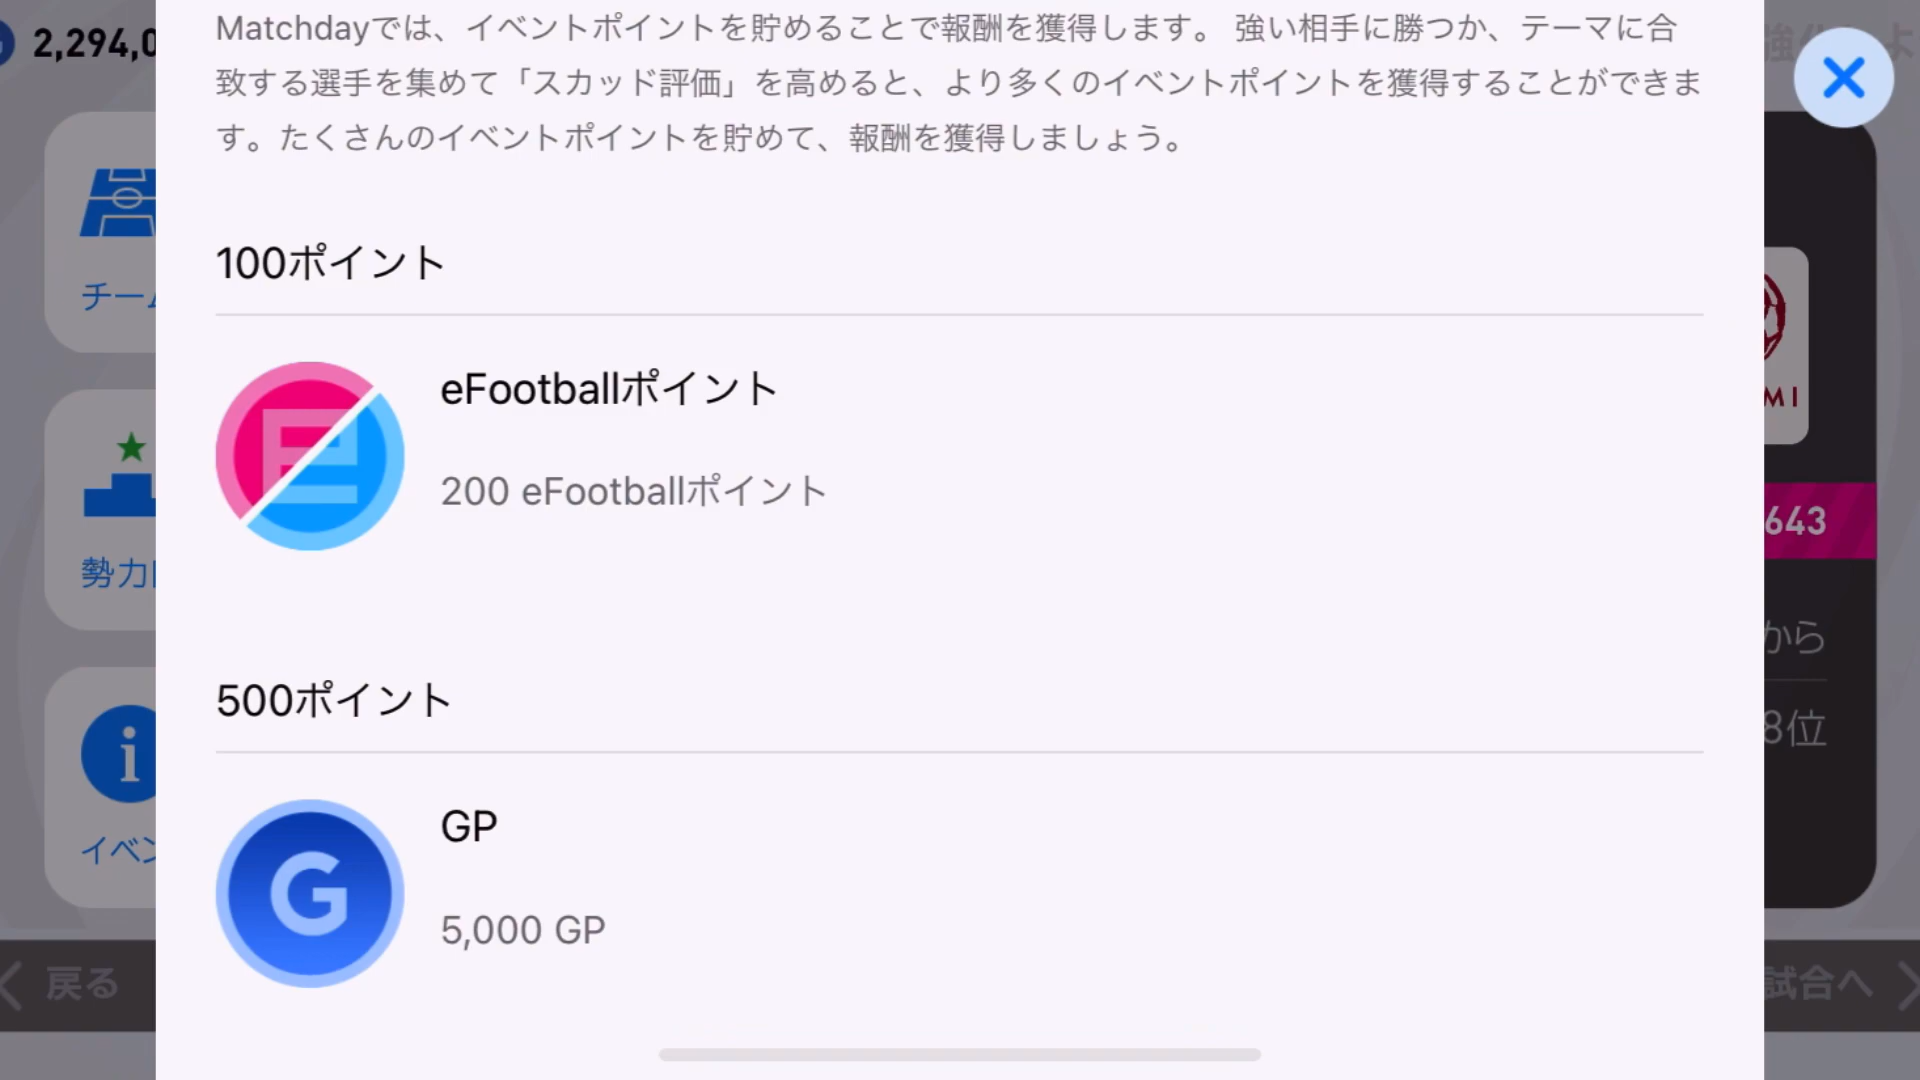 Matchdayでは、イベントポイントを貯めることで報酬を獲得します。 強い相手に勝つか、テーマに合
致する選手を集めて「スカッド評価」を高めると、より多くのイベントポイントを獲得することができま
す。たくさんのイベントポイントを貯めて、報酬を獲得しましょう。
2,294,0
チーム
100ポイント
eFootballポイント
200 eFootballポイント
MI
643
勢力
から
500ポイント
8位
GP
イベン
5,000 GP
戻る
試合へ